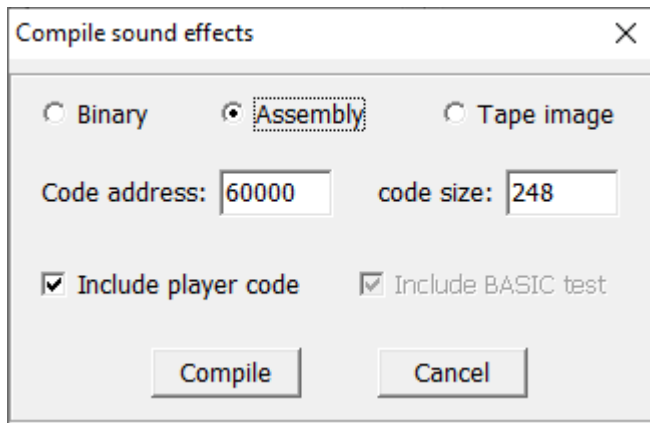 Compile sound effects
Binary Assembly Tape image
Code address: 60000 code size: 248
Include player code Include BASIC test
Compile Cancel